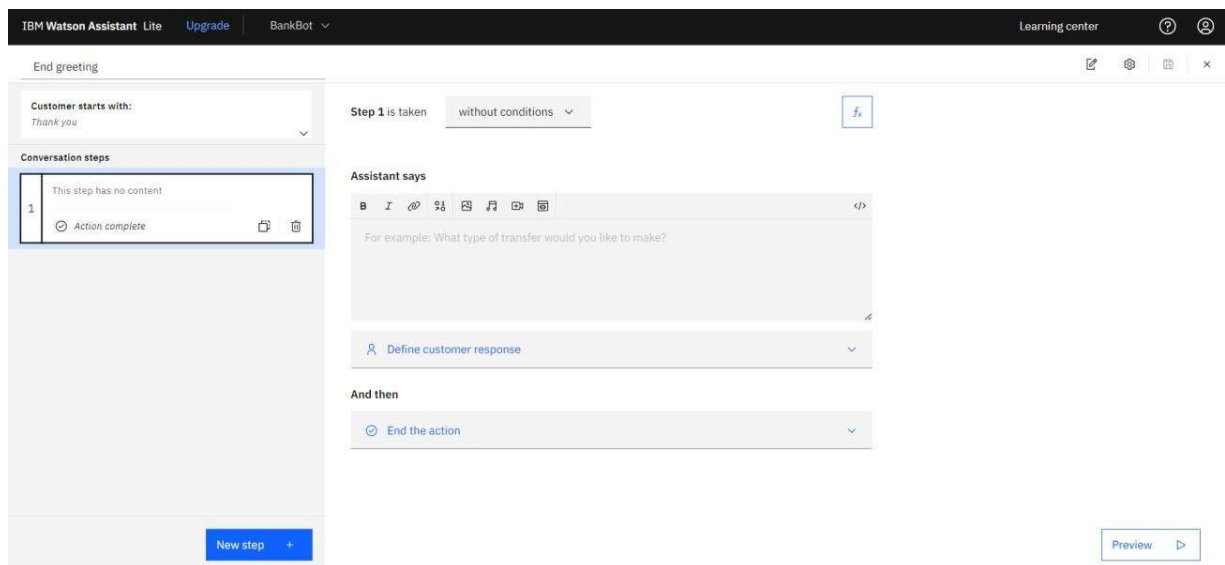 IBM Watson Assistant Lite Upgrade BankBot Learning center
End greeting
Customer starts with:
Thank you
Conversation steps
1
This step has no content
Action complete
New step +
Step 1 is taken without conditions fx
Assistant says
B I </>
For example: What type of transfer would you like to make?
Define customer response
And then
End the action
Preview